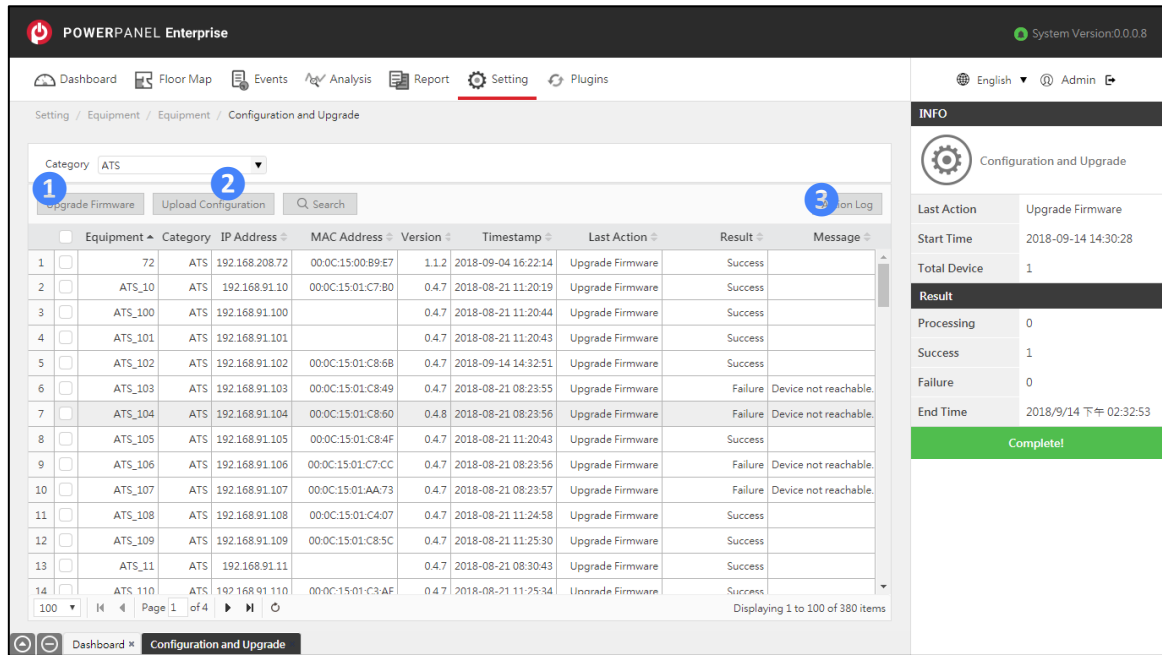 POWERPANEL Enterprise
System Version:0.0.0.8
Dashboard Floor Map Events Analysis Report Setting Plugins
English Admin
Setting / Equipment / Equipment / Configuration and Upgrade
Category ATS
1 2 3
Upgrade Firmware Upload Configuration Search Log
Equipment Category IP Address MAC Address Version Timestamp Last Action Result Message
1 72 ATS 192.168.208.72 00:0C:15:00:B9:E7 1.1.2 2018-09-04 16:22:14 Upgrade Firmware Success
2 ATS_10 ATS 192.168.91.10 00:0C:15:01:C7:B0 0.4.7 2018-08-21 11:20:19 Upgrade Firmware Success
3 ATS_100 ATS 192.168.91.100 0.4.7 2018-08-21 11:20:44 Upgrade Firmware Success
4 ATS_101 ATS 192.168.91.101 0.4.7 2018-08-21 11:20:43 Upgrade Firmware Success
5 ATS_102 ATS 192.168.91.102 00:0C:15:01:C8:6B 0.4.7 2018-09-14 14:32:51 Upgrade Firmware Success
6 ATS_103 ATS 192.168.91.103 00:0C:15:01:C8:49 0.4.7 2018-08-21 08:23:55 Upgrade Firmware Failure Device not reachable.
7 ATS_104 ATS 192.168.91.104 00:0C:15:01:C8:60 0.4.8 2018-08-21 08:23:56 Upgrade Firmware Failure Device not reachable.
8 ATS_105 ATS 192.168.91.105 00:0C:15:01:C8:4F 0.4.7 2018-08-21 11:20:43 Upgrade Firmware Success
9 ATS_106 ATS 192.168.91.106 00:0C:15:01:C7:CC 0.4.7 2018-08-21 08:23:56 Upgrade Firmware Failure Device not reachable.
10 ATS_107 ATS 192.168.91.107 00:0C:15:01:AA:73 0.4.7 2018-08-21 08:23:57 Upgrade Firmware Failure Device not reachable.
11 ATS_108 ATS 192.168.91.108 00:0C:15:01:C4:07 0.4.7 2018-08-21 11:24:58 Upgrade Firmware Success
12 ATS_109 ATS 192.168.91.109 00:0C:15:01:C8:5C 0.4.7 2018-08-21 11:25:30 Upgrade Firmware Success
13 ATS_11 ATS 192.168.91.11 0.4.7 2018-08-21 08:30:43 Upgrade Firmware Success
14 ATS_110 ATS 192.168.91.110 00:0C:15:01:C3:AF 0.4.7 2018-08-21 11:25:34 Upgrade Firmware Success
100 Page 1 of 4 Displaying 1 to 100 of 380 items
Dashboard × Configuration and Upgrade
INFO
Configuration and Upgrade
Last Action Upgrade Firmware
Start Time 2018-09-14 14:30:28
Total Device 1
Result
Processing 0
Success 1
Failure 0
End Time 2018/9/14 下午 02:32:53
Complete!